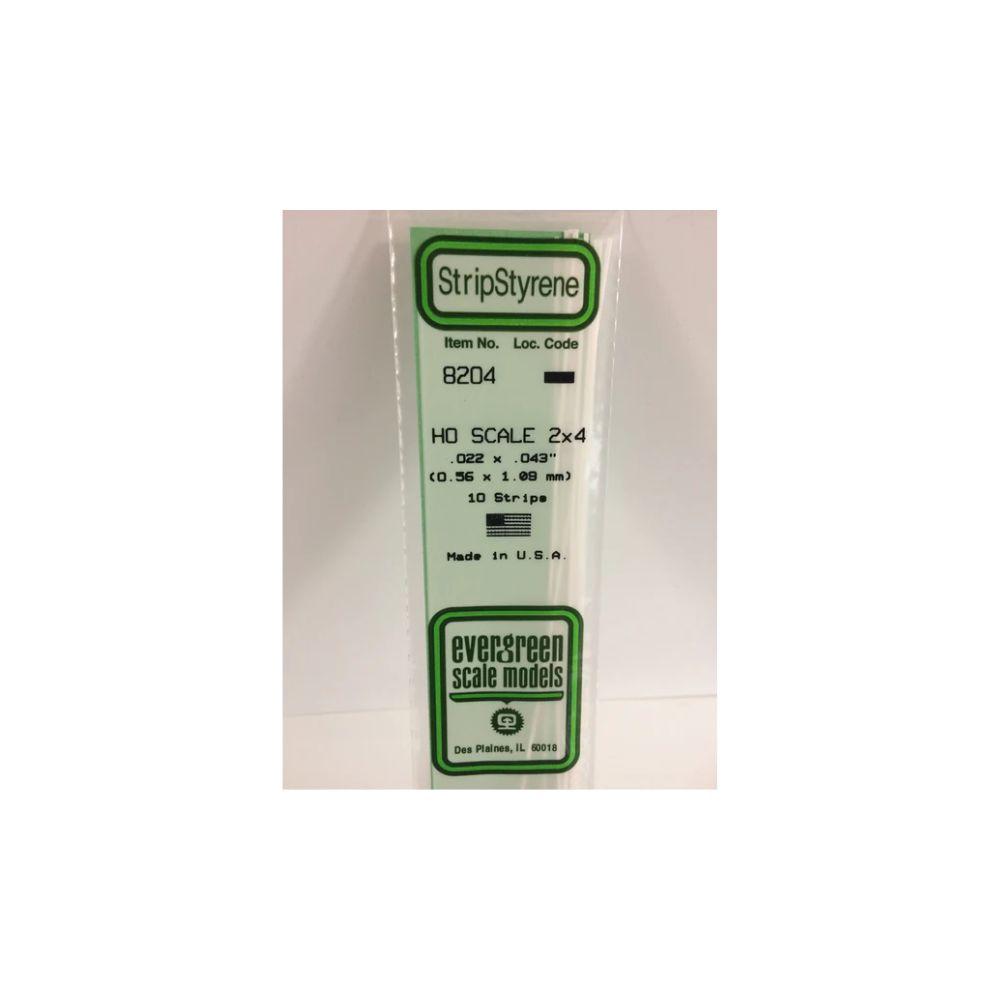 StripStyrene
Item No. Loc. Code
8204
HO SCALE 2x4
.022 x .043"
(0.56 x 1.09 mm)
10 Strips
Made in U.S.A.
evergreen
scale models
Des Plaines, IL 60018